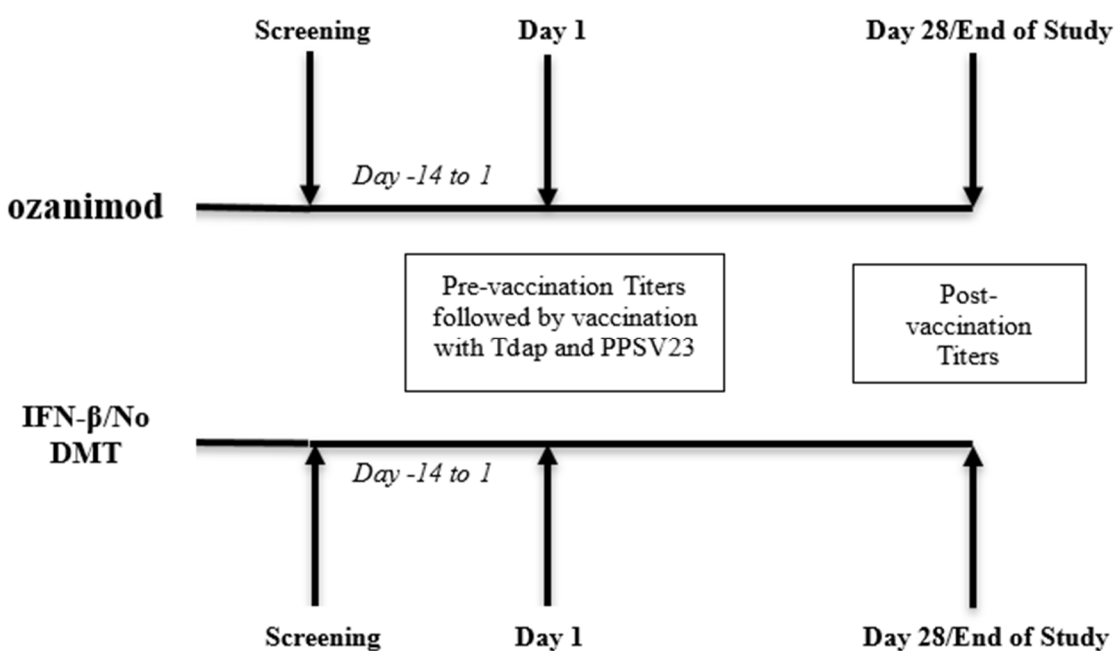 Screening Day 1 Day 28/End of Study
Day -14 to 1
ozanimod
Pre-vaccination Titers
followed by vaccination
with Tdap and PPSV23
Post-
vaccination
Titers
IFN-β/No
DMT
Day -14 to 1
Screening Day 1 Day 28/End of Study